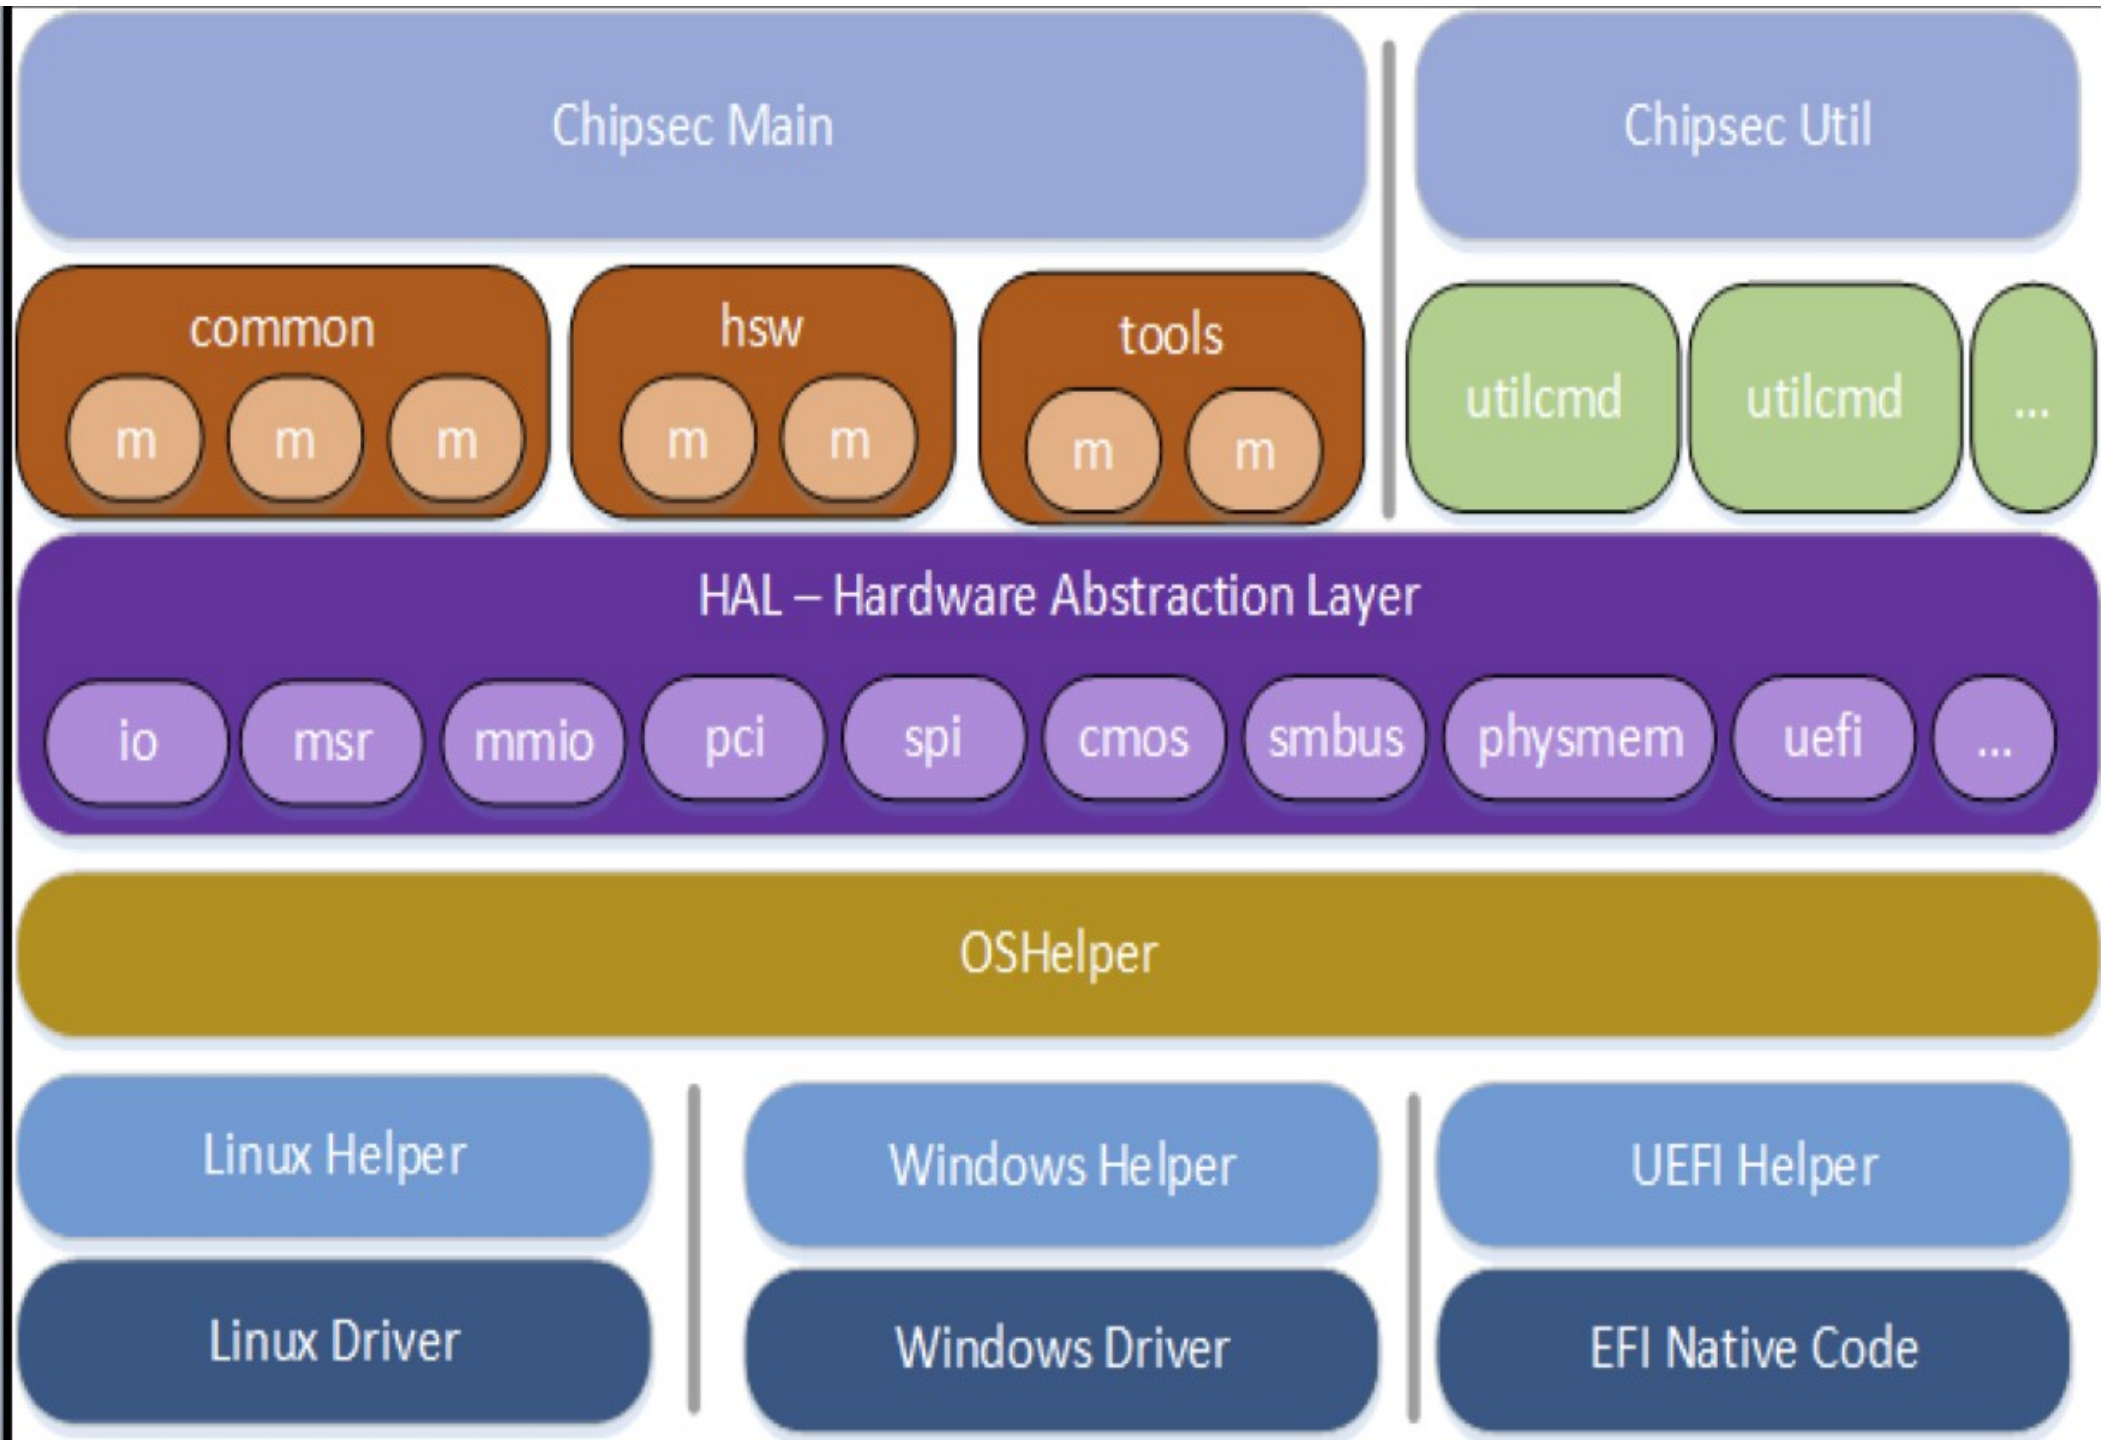 Chipsec Main
Chipsec Util
common
m m m
hsw
m m
tools
m m
utilcmd
utilcmd
...
HAL – Hardware Abstraction Layer
io msr mmio pci spi cmos smbus physmem uefi ...
OSHelper
Linux Helper
Windows Helper
UEFI Helper
Linux Driver
Windows Driver
EFI Native Code